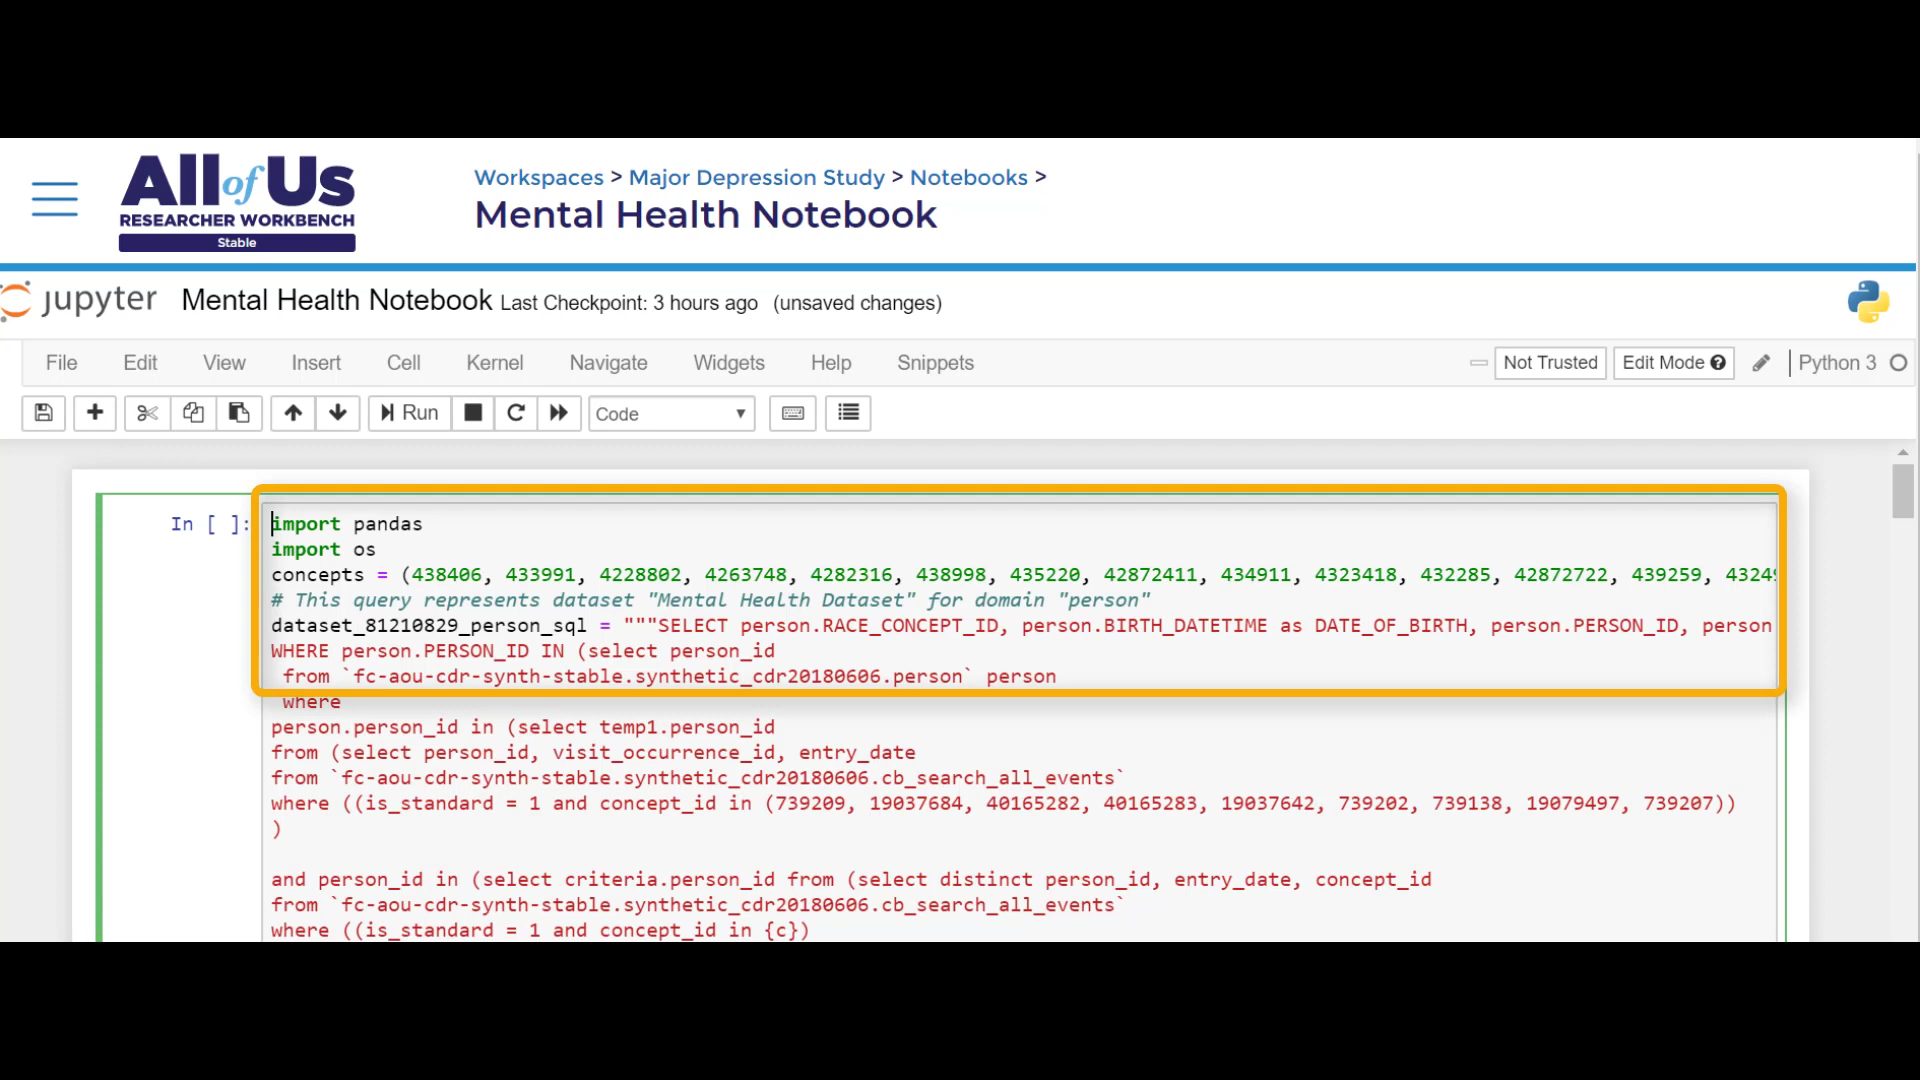 All of Us
RESEARCHER WORKBENCH
Stable
Workspaces > Major Depression Study > Notebooks >
Mental Health Notebook
jupyter Mental Health Notebook Last Checkpoint: 3 hours ago (unsaved changes)
File Edit View Insert Cell Kernel Navigate Widgets Help Snippets Not Trusted Edit Mode Python 3
Run Code
In [ ]: import pandas
import os
concepts = (438406, 433991, 4228802, 4263748, 4282316, 438998, 435220, 42872411, 434911, 4323418, 432285, 42872722, 439259, 43249
# This query represents dataset "Mental Health Dataset" for domain "person"
dataset_81210829_person_sql = """SELECT person.RACE_CONCEPT_ID, person.BIRTH_DATETIME as DATE_OF_BIRTH, person.PERSON_ID, person
WHERE person.PERSON_ID IN (select person_id
from `fc-aou-cdr-synth-stable.synthetic_cdr20180606.person` person
where
person.person_id in (select temp1.person_id
from (select person_id, visit_occurrence_id, entry_date
from `fc-aou-cdr-synth-stable.synthetic_cdr20180606.cb_search_all_events`
where ((is_standard = 1 and concept_id in (739209, 19037684, 40165282, 40165283, 19037642, 739202, 739138, 19079497, 739207))
)
and person_id in (select criteria.person_id from (select distinct person_id, entry_date, concept_id
from `fc-aou-cdr-synth-stable.synthetic_cdr20180606.cb_search_all_events`
where ((is_standard = 1 and concept_id in {c})